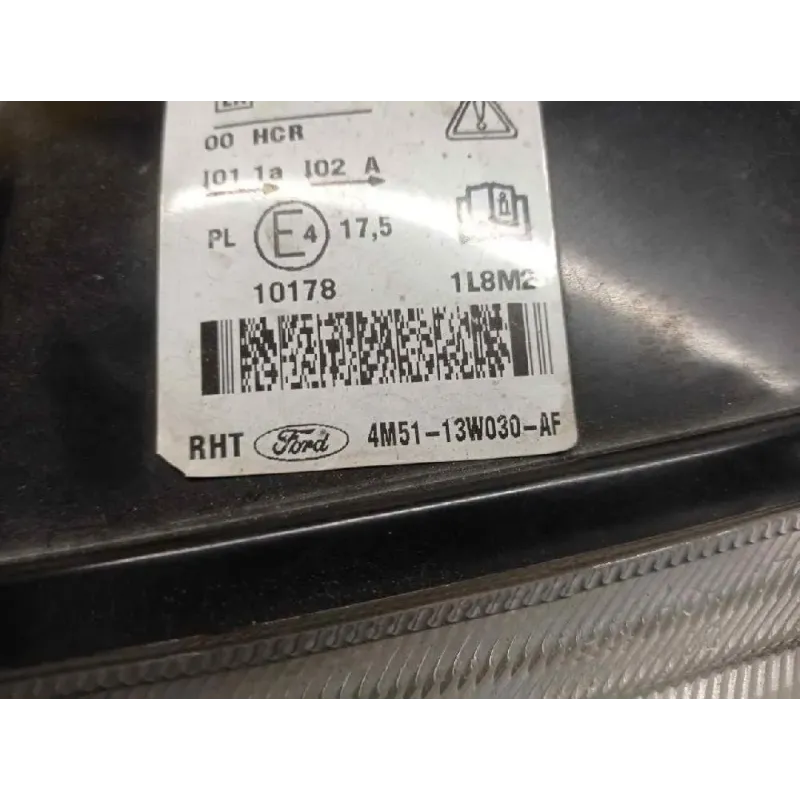 00 HCR
I01 1a I02 A
PL E4 17,5
10178 1L8M2
RHT Ford 4M51-13W030-AF